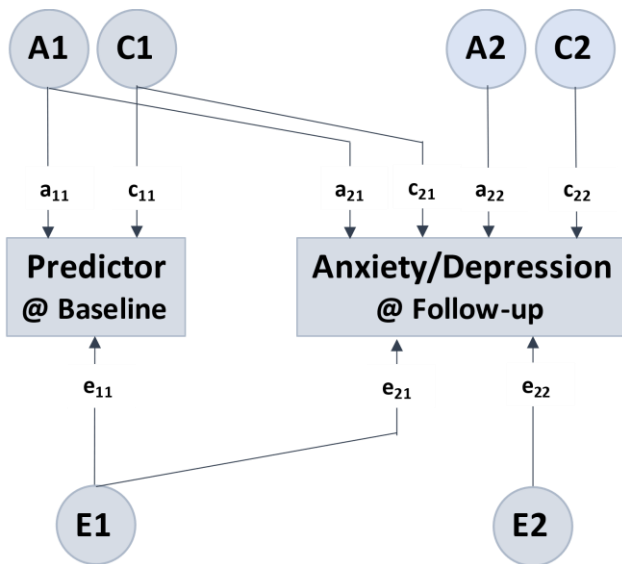 A1 C1 A2 C2
a₁₁ c₁₁ a₂₁ c₂₁ a₂₂ c₂₂
Predictor
@ Baseline
Anxiety/Depression
@ Follow-up
e₁₁ e₂₁ e₂₂
E1 E2